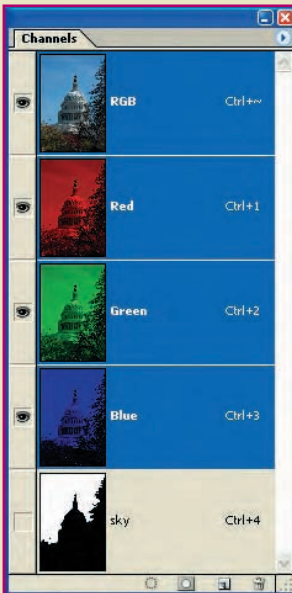 Channels
RGB Ctrl+~
Red Ctrl+1
Green Ctrl+2
Blue Ctrl+3
sky Ctrl+4